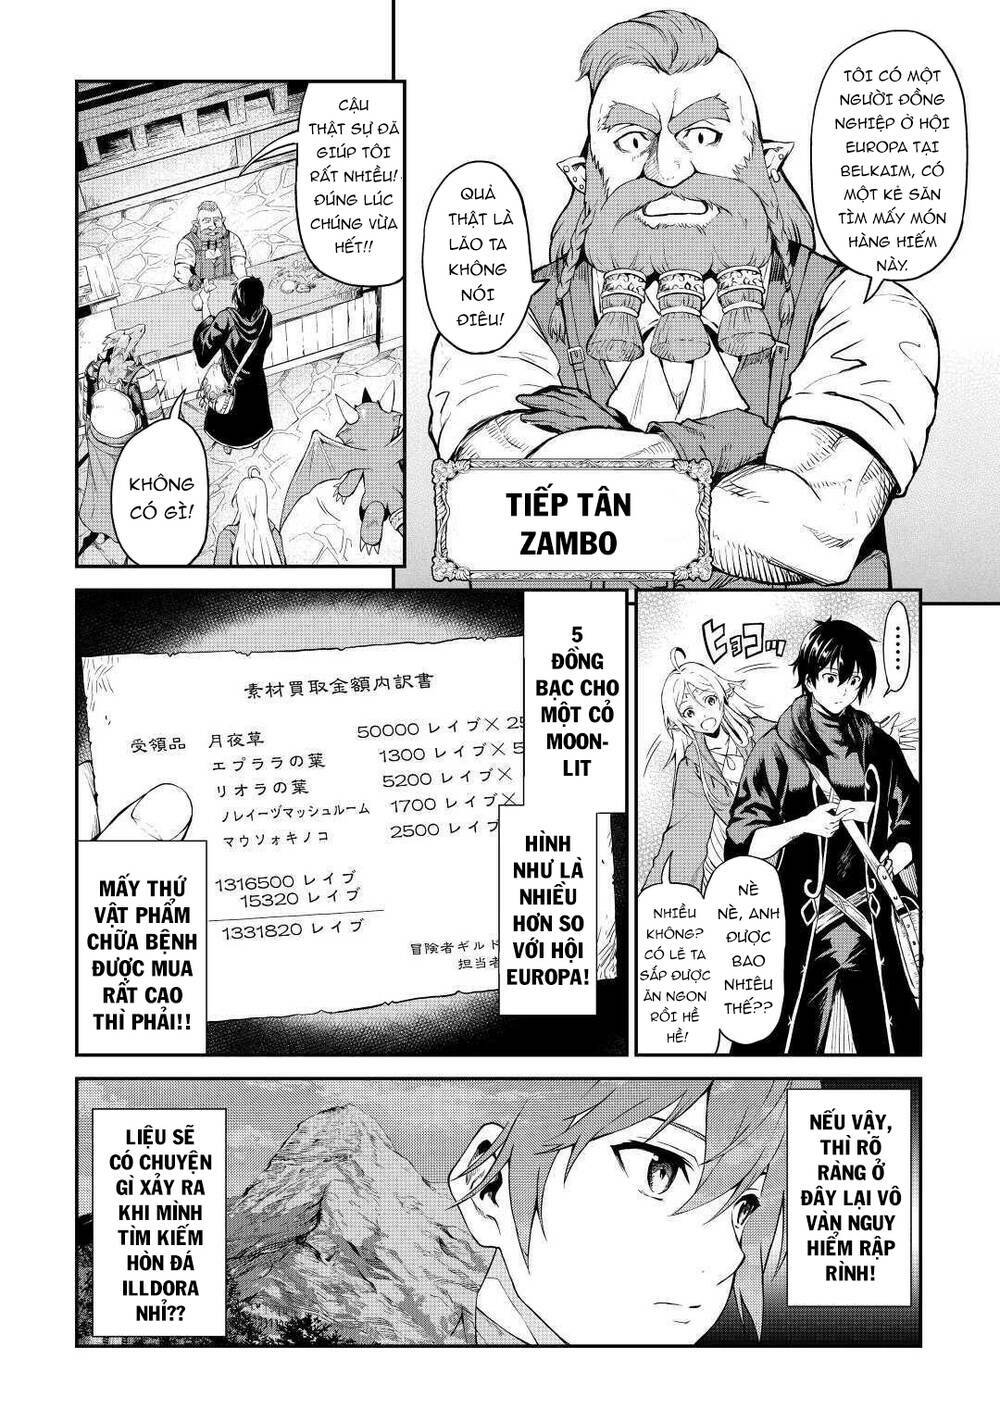 TÔI CÓ MỘT
NGƯỜI ĐỒNG
NGHIỆP Ở HỘI
EUROPA TẠI
BELKAIM, CÓ
MỘT KẺ SĂN
TÌM MẤY MÓN
HÀNG HIẾM
NÀY.
QUẢ
THẬT LÀ
LÃO TA
KHÔNG
NÓI
ĐIÊU!
TIẾP TÂN
ZAMBO
CẬU
THẬT SỰ ĐÃ
GIÚP TÔI
RẤT NHIỀU!
ĐÚNG LÚC
CHÚNG VỪA
HẾT!!
KHÔNG
CÓ GÌ!
......
ヒョコッ
NÈ
NÈ, ANH
ĐƯỢC
BAO
NHIÊU
THẾ??
NHIỀU
KHÔNG?
CÓ LẼ TA
SẮP ĐƯỢC
ĂN NGON
RỒI HỀ
HỀ!
5
ĐỒNG
BẠC CHO
MỘT CỎ
MOON-
LIT
HÌNH
NHƯ LÀ
NHIỀU
HƠN SO
VỚI HỘI
EUROPA!
素材買取金額内訳書
受領品 月夜草 50000 レイブ× 25
エプララの葉 1300 レイブ× 5
リオラの葉 5200 レイブ×
ノレイーヅマッシュルーム 1700 レイブ×
マウソォキノコ 2500 レイブ
1316500 レイブ
15320 レイブ
1331820 レイブ
冒険者ギルド
担当者
MẤY THỨ
VẬT PHẨM
CHỮA BỆNH
ĐƯỢC MUA
RẤT CAO
THÌ PHẢI!!
NẾU VẬY,
THÌ RÕ
RÀNG Ở
ĐÂY LẠI VÔ
VÀN NGUY
HIỂM RẬP
RÌNH!
LIỆU SẼ
CÓ CHUYỆN
GÌ XẢY RA
KHI MÌNH
TÌM KIẾM
HÒN ĐÁ
ILLDORA
NHỈ??